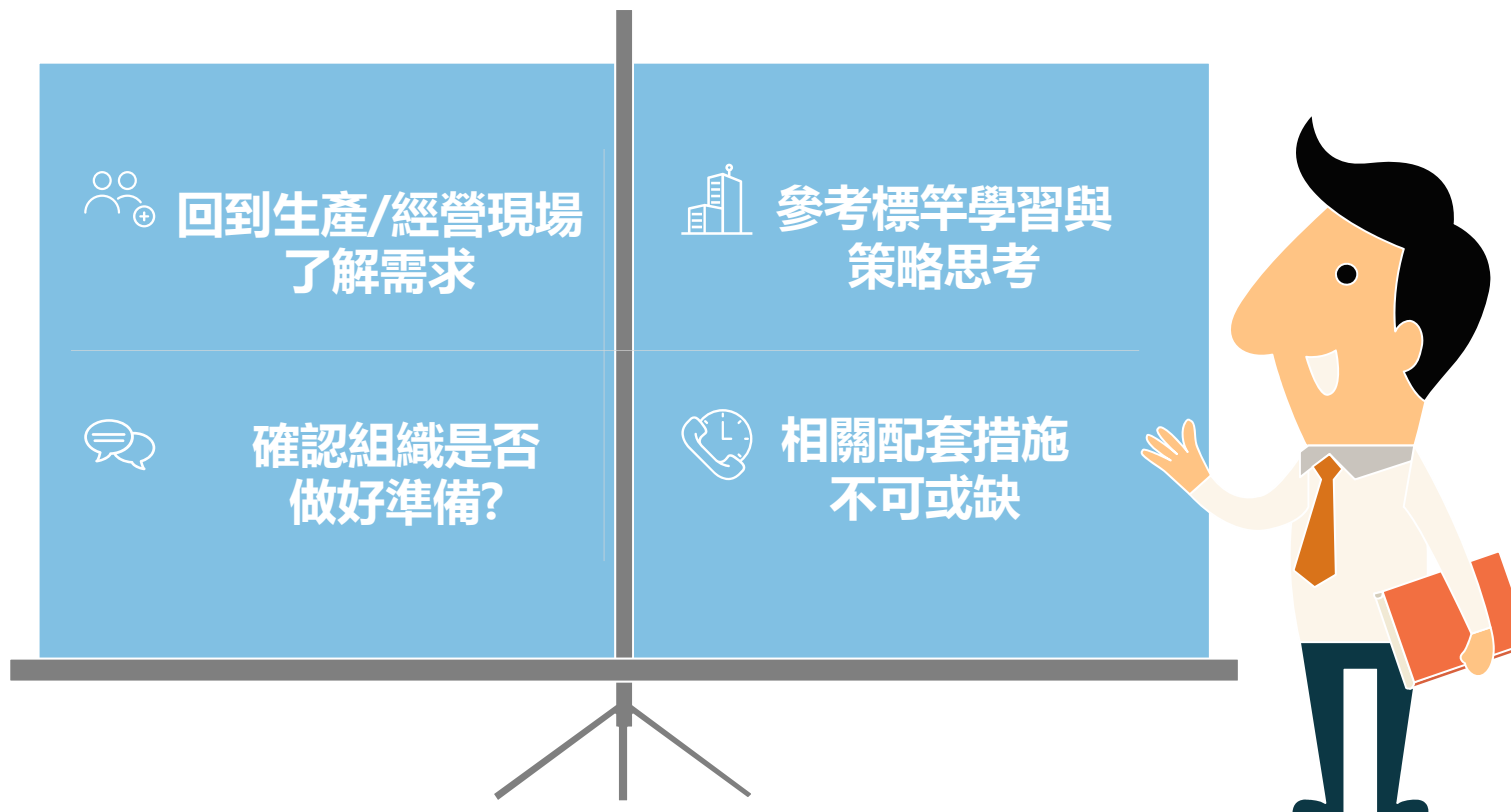 回到生產/經營現場
了解需求
參考標竿學習與
策略思考
確認組織是否
做好準備?
相關配套措施
不可或缺